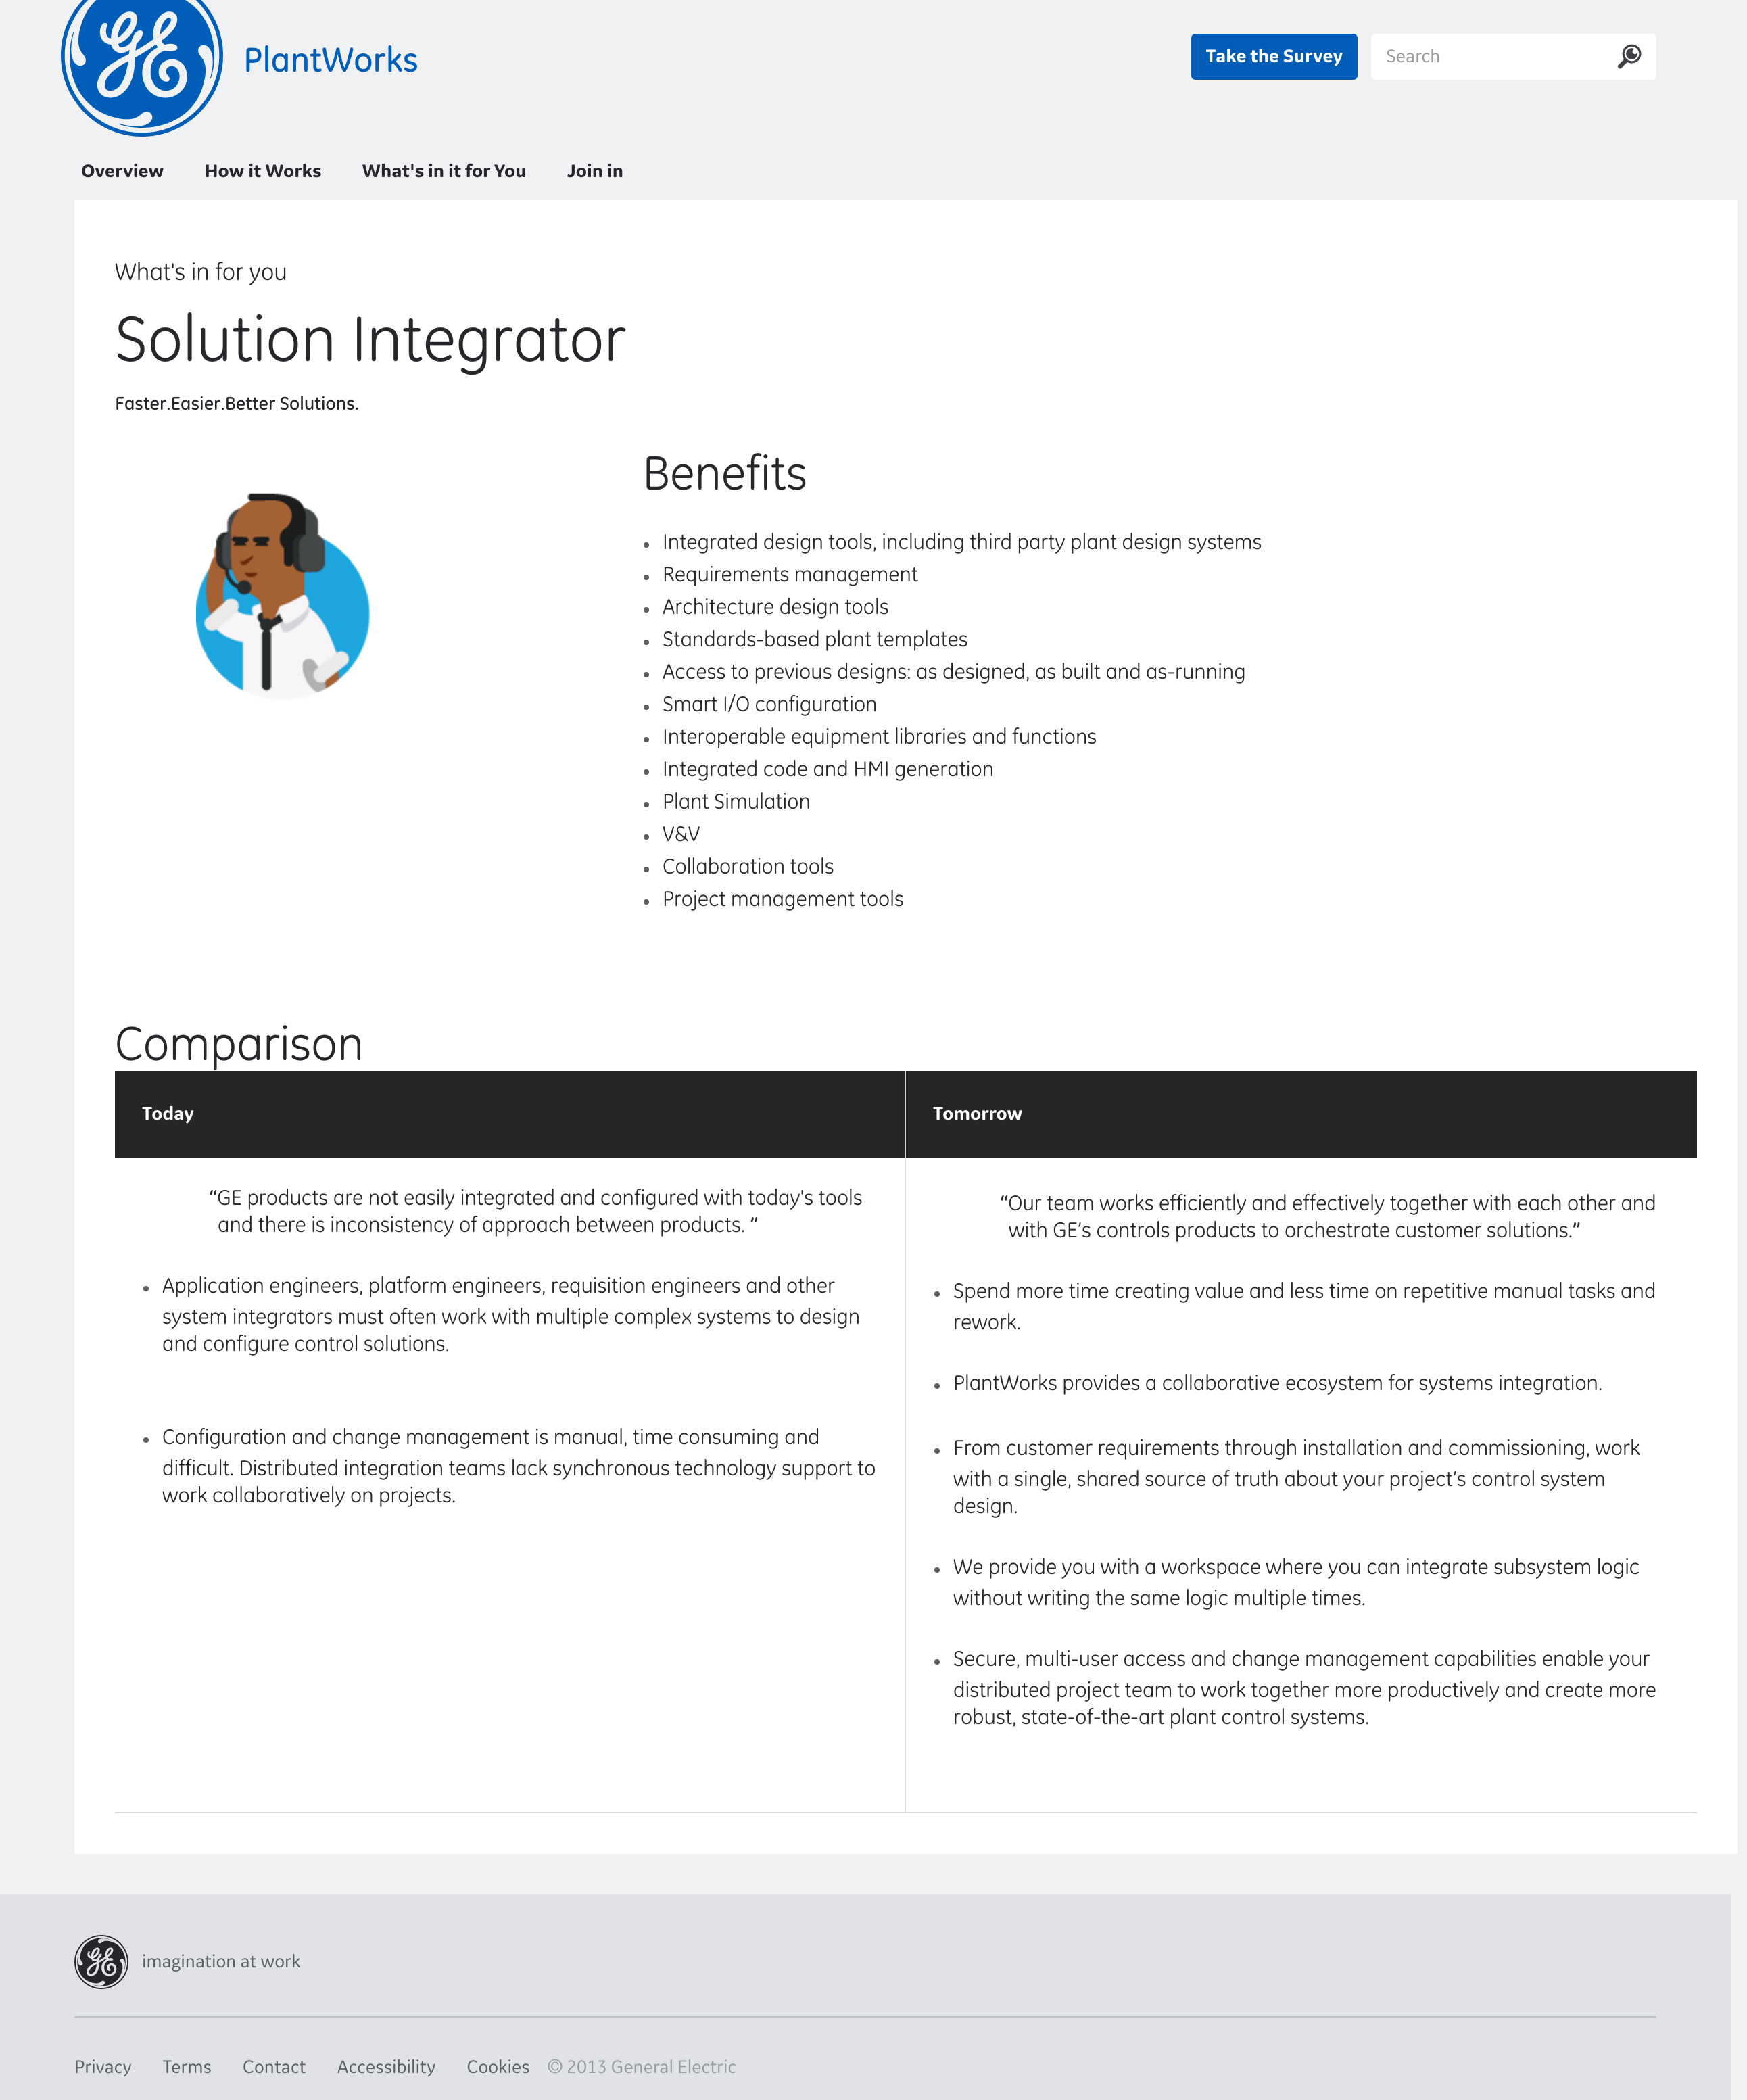 GE PlantWorks
Take the Survey
Search
Overview How it Works What's in it for You Join in
What's in for you
Solution Integrator
Faster.Easier.Better Solutions.
Benefits
• Integrated design tools, including third party plant design systems
• Requirements management
• Architecture design tools
• Standards-based plant templates
• Access to previous designs: as designed, as built and as-running
• Smart I/O configuration
• Interoperable equipment libraries and functions
• Integrated code and HMI generation
• Plant Simulation
• V&V
• Collaboration tools
• Project management tools
Comparison
Today
“GE products are not easily integrated and configured with today's tools
and there is inconsistency of approach between products. ”
• Application engineers, platform engineers, requisition engineers and other
system integrators must often work with multiple complex systems to design
and configure control solutions.
• Configuration and change management is manual, time consuming and
difficult. Distributed integration teams lack synchronous technology support to
work collaboratively on projects.
Tomorrow
“Our team works efficiently and effectively together with each other and
with GE’s controls products to orchestrate customer solutions.”
• Spend more time creating value and less time on repetitive manual tasks and
rework.
• PlantWorks provides a collaborative ecosystem for systems integration.
• From customer requirements through installation and commissioning, work
with a single, shared source of truth about your project’s control system
design.
• We provide you with a workspace where you can integrate subsystem logic
without writing the same logic multiple times.
• Secure, multi-user access and change management capabilities enable your
distributed project team to work together more productively and create more
robust, state-of-the-art plant control systems.
GE imagination at work
Privacy Terms Contact Accessibility Cookies © 2013 General Electric